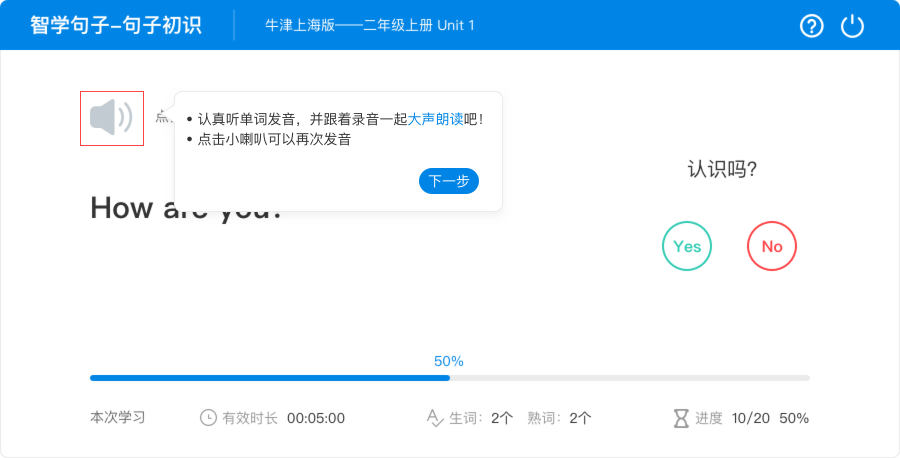 智学句子-句子初识
牛津上海版——二年级上册 Unit 1
点
• 认真听单词发音，并跟着录音一起大声朗读吧！
• 点击小喇叭可以再次发音
下一步
How are you?
认识吗?
Yes
No
50%
本次学习
有效时长 00:05:00
生词: 2个 熟词: 2个
进度 10/20 50%